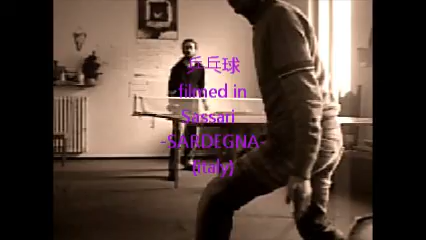 乒乓球
filmed in
Sassari
-SARDEGNA-
(Italy)